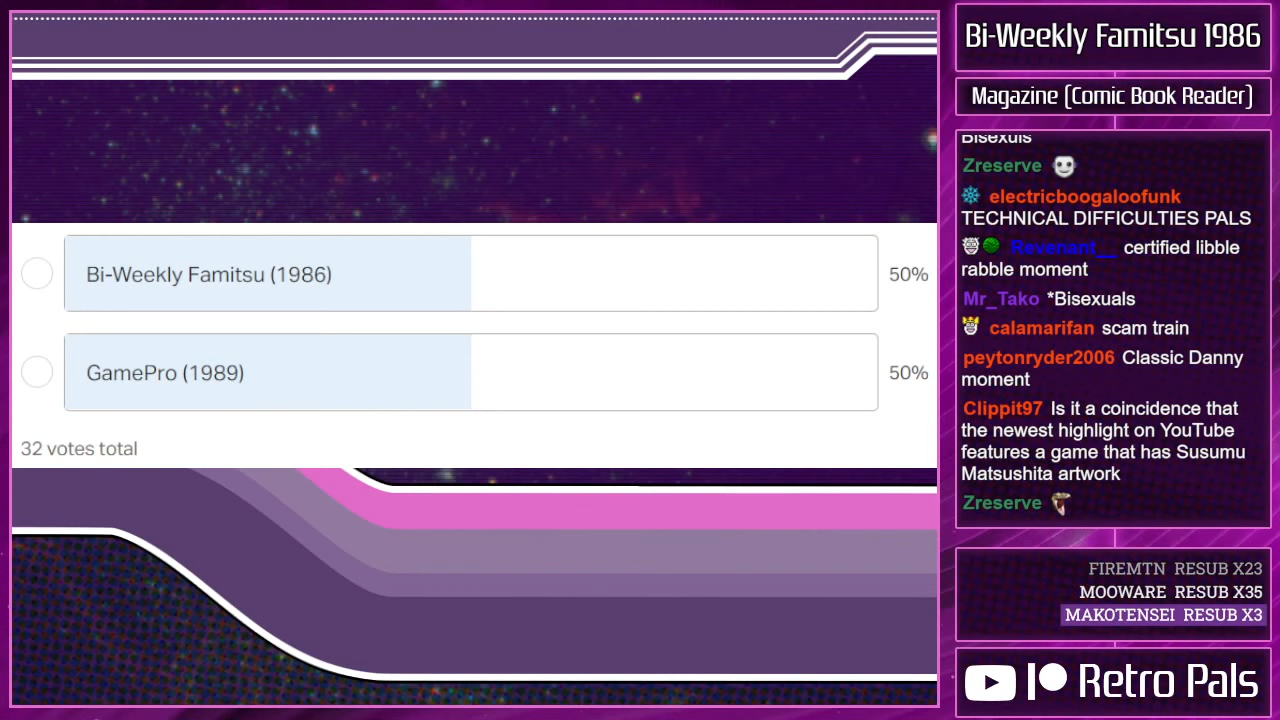 Bi-Weekly Famitsu 1986
Magazine (Comic Book Reader)
Bisexuls
Zreserve
electricboogaloofunk
TECHNICAL DIFFICULTIES PALS
Revenant__ certified libble
rabble moment
Mr_Tako *Bisexuals
calamarifan scam train
peytonryder2006 Classic Danny
moment
Clippit97 Is it a coincidence that
the newest highlight on YouTube
features a game that has Susumu
Matsushita artwork
Zreserve
Bi-Weekly Famitsu (1986) 50%
GamePro (1989) 50%
32 votes total
FIREMTN RESUB X23
MOOWARE RESUB X35
MAKOTENSEI RESUB X3
Retro Pals